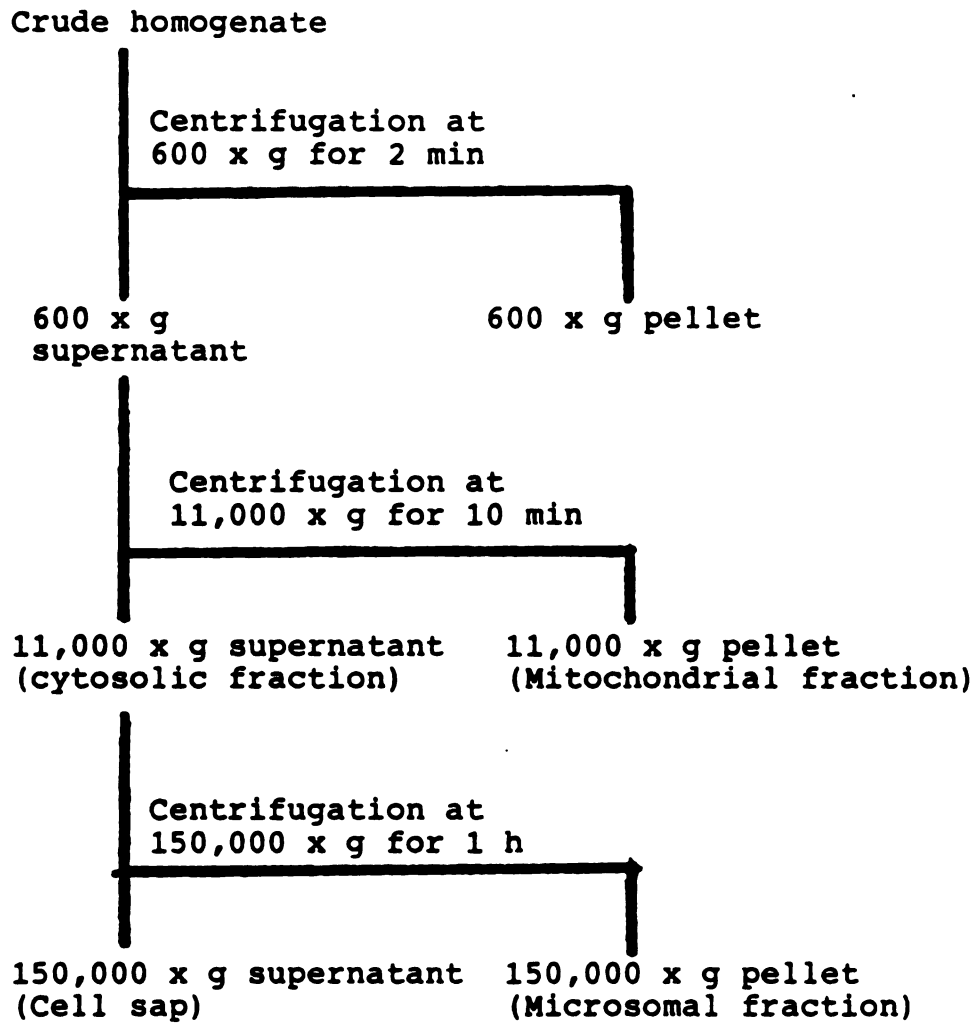 Crude homogenate
Centrifugation at
600 x g for 2 min
600 x g
supernatant
600 x g pellet
Centrifugation at
11,000 x g for 10 min
11,000 x g supernatant
(cytosolic fraction)
11,000 x g pellet
(Mitochondrial fraction)
Centrifugation at
150,000 x g for 1 h
150,000 x g supernatant
(Cell sap)
150,000 x g pellet
(Microsomal fraction)